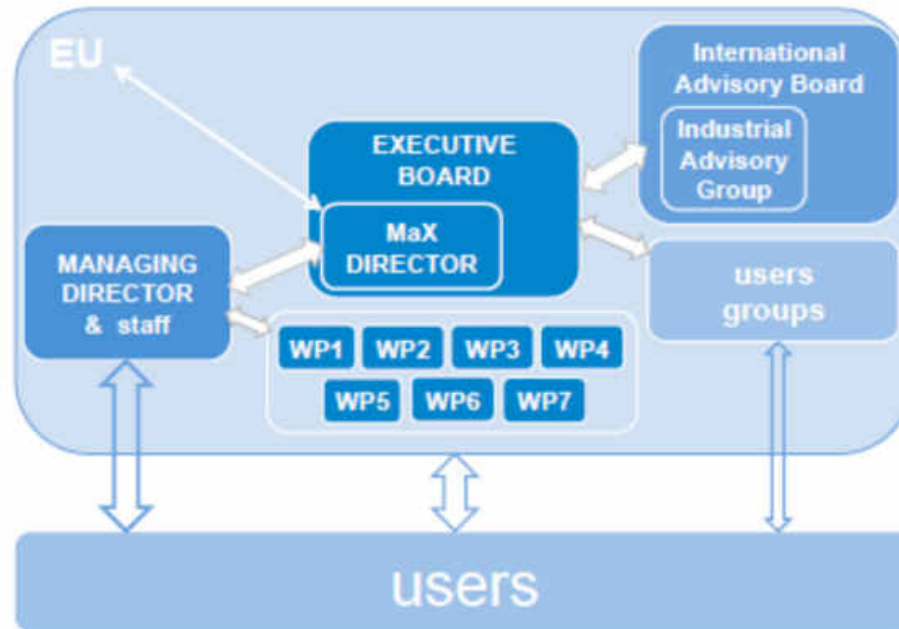 EU
International
Advisory Board
Industrial
Advisory
Group
EXECUTIVE
BOARD
MaX
DIRECTOR
MANAGING
DIRECTOR
& staff
users
groups
WP1 WP2 WP3 WP4
WP5 WP6 WP7
users